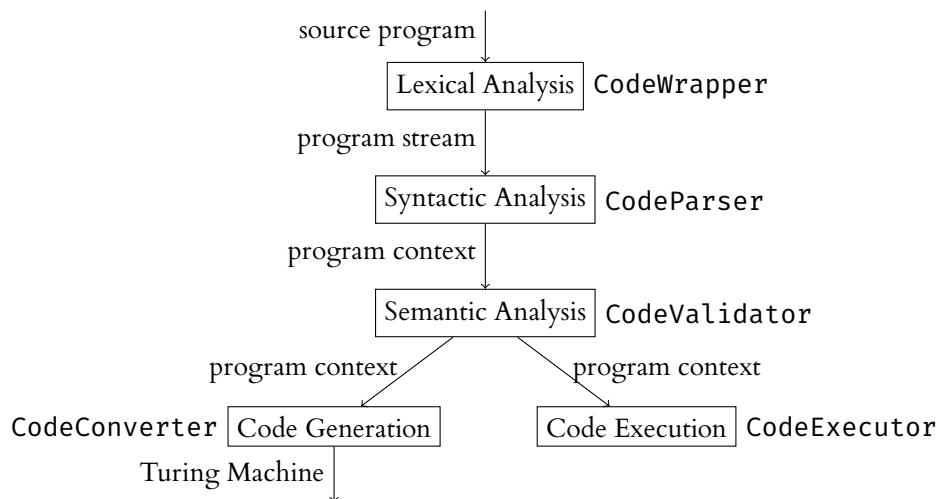 source program
Lexical Analysis CodeWrapper
program stream
Syntactic Analysis CodeParser
program context
Semantic Analysis CodeValidator
program context program context
CodeConverter Code Generation Code Execution CodeExecutor
Turing Machine